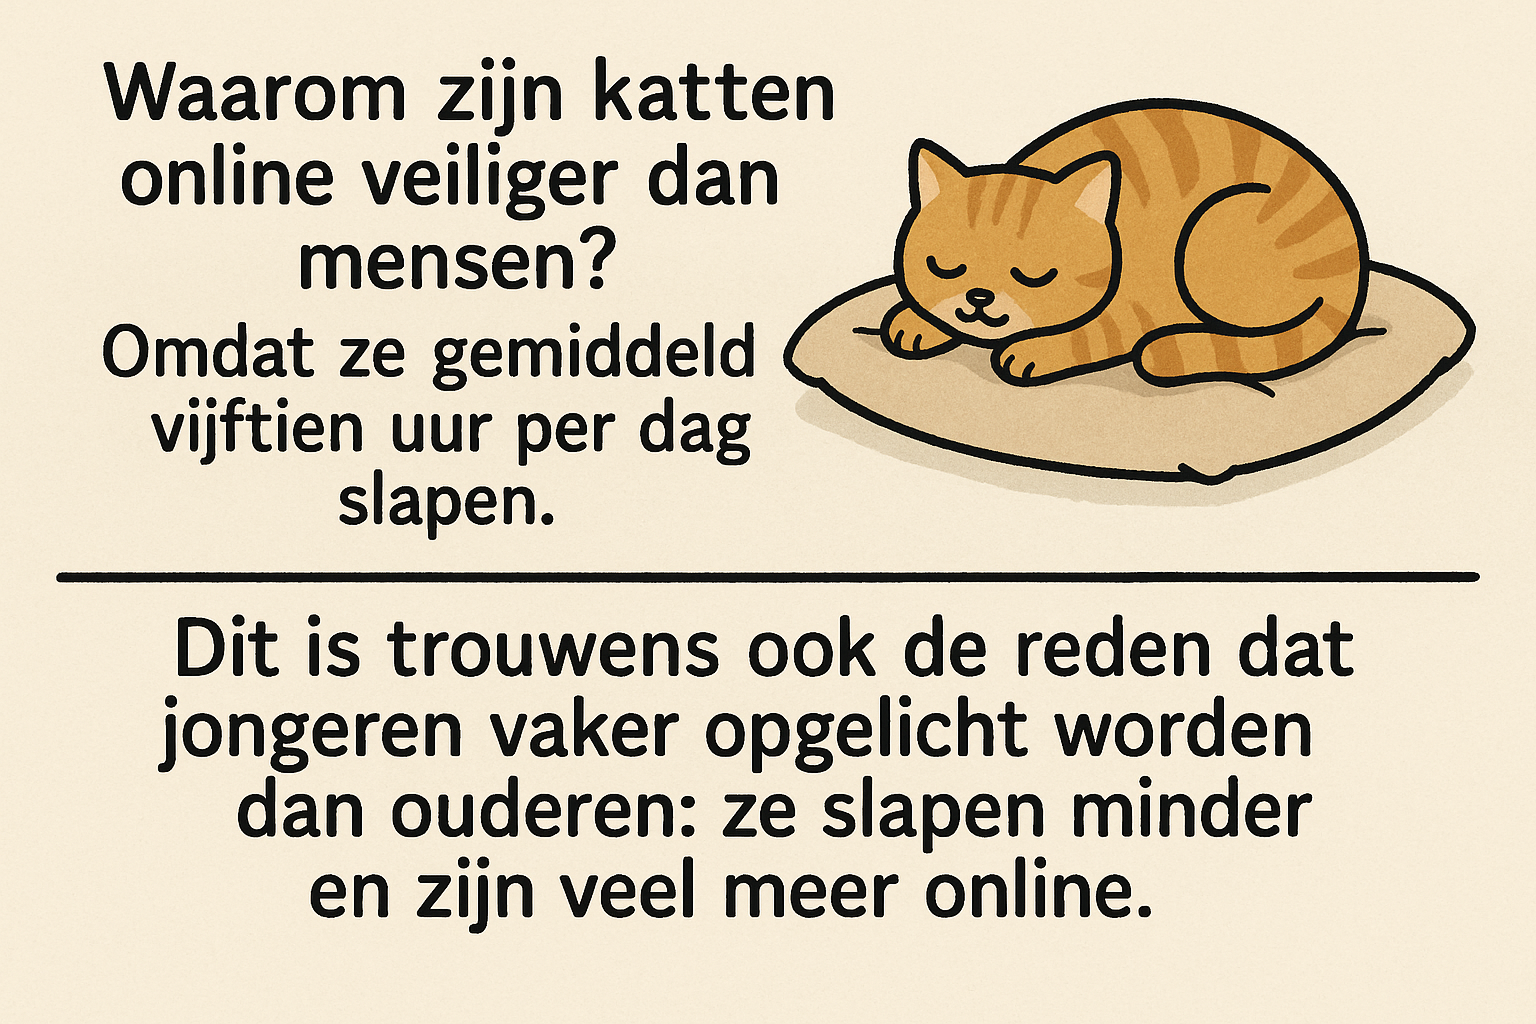 Waarom zijn katten
online veiliger dan
mensen?
Omdat ze gemiddeld
vijftien uur per dag
slapen.
Dit is trouwens ook de reden dat
jongeren vaker opgelicht worden
dan ouderen: ze slapen minder
en zijn veel meer online.